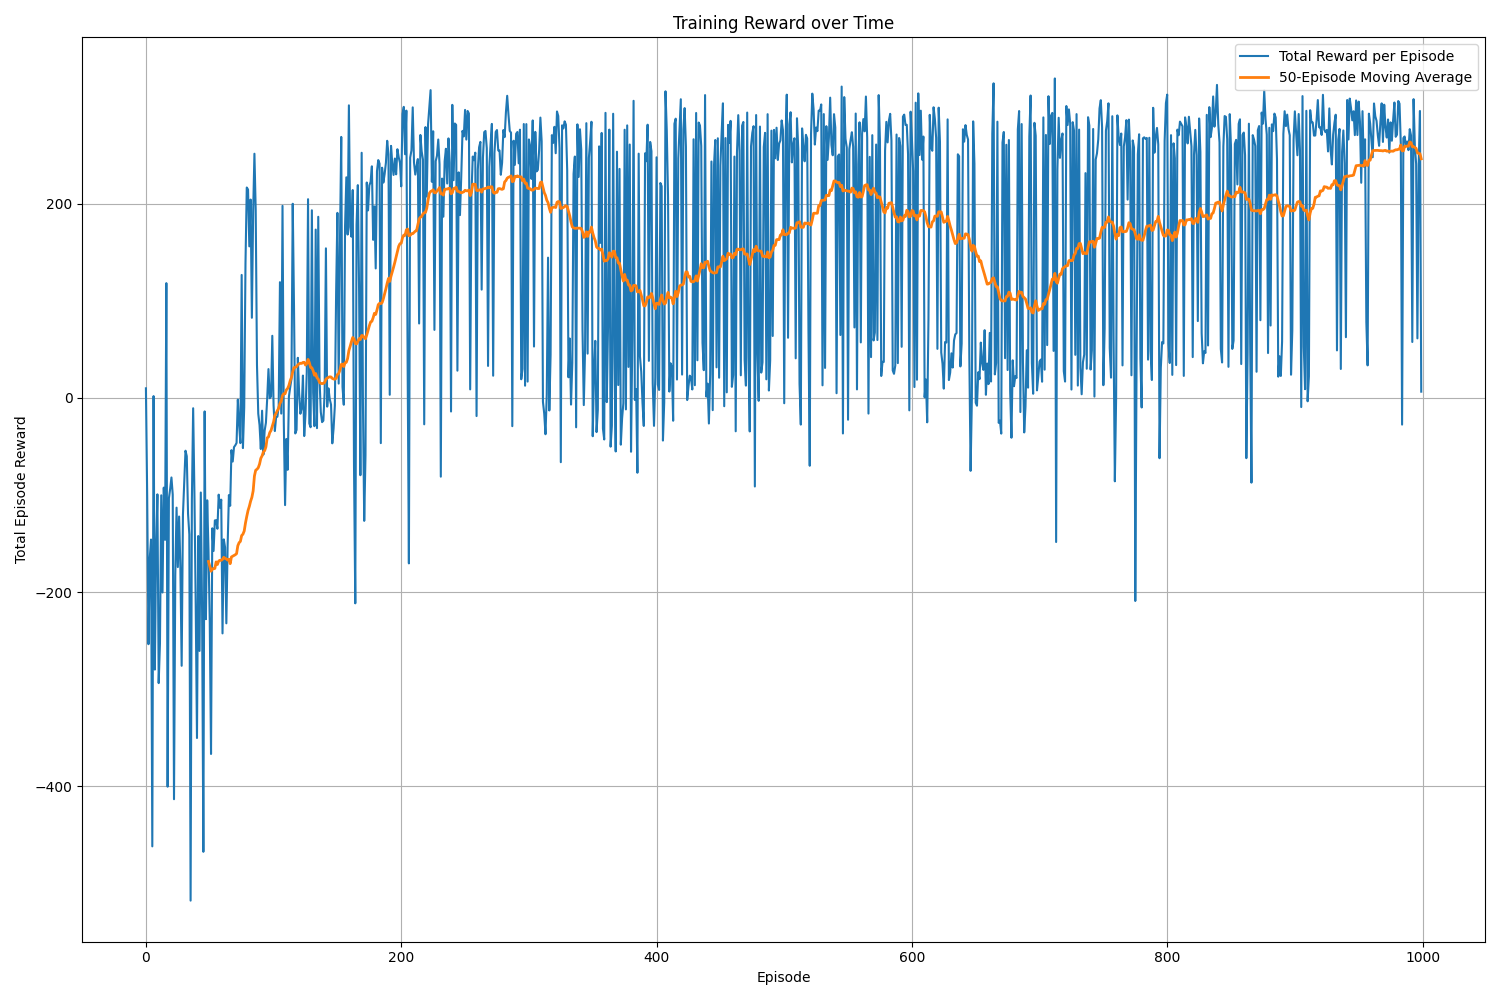 Training Reward over Time
Total Reward per Episode
50-Episode Moving Average
Total Episode Reward
200
0
−200
−400
0
200
400
600
800
1000
Episode